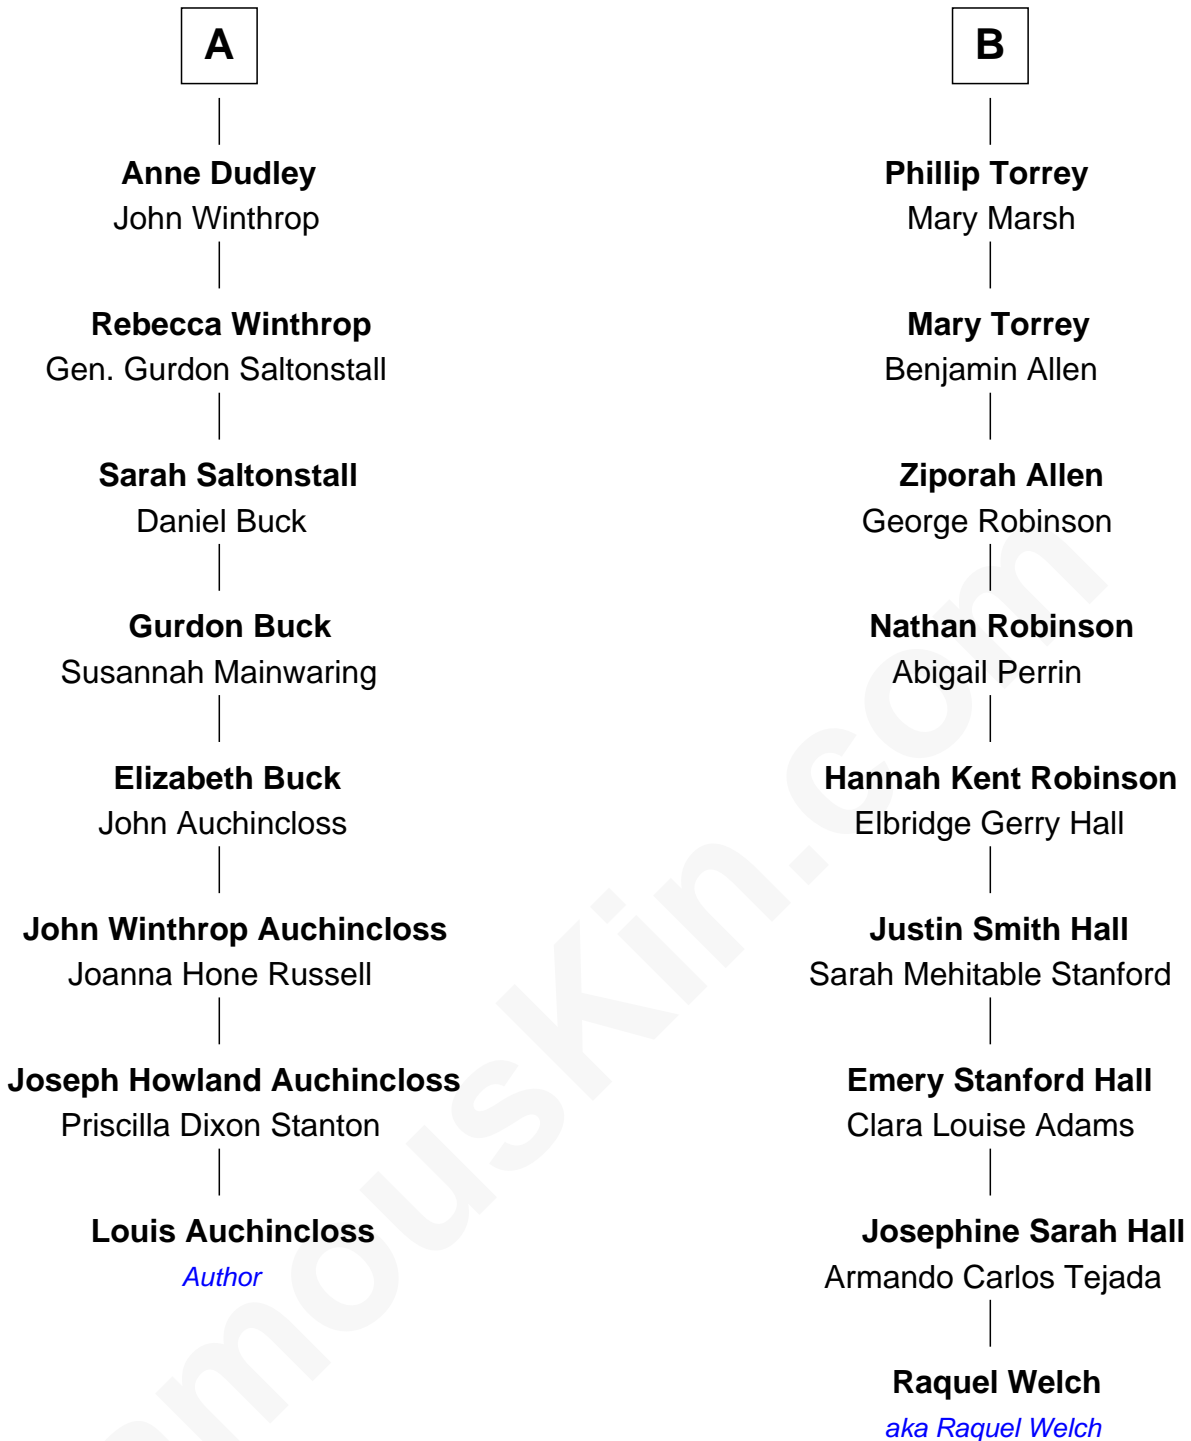 A
Anne Dudley
John Winthrop
Rebecca Winthrop
Gen. Gurdon Saltonstall
Sarah Saltonstall
Daniel Buck
Gurdon Buck
Susannah Mainwaring
Elizabeth Buck
John Auchincloss
John Winthrop Auchincloss
Joanna Hone Russell
Joseph Howland Auchincloss
Priscilla Dixon Stanton
Louis Auchincloss
Author
B
Phillip Torrey
Mary Marsh
Mary Torrey
Benjamin Allen
Ziporah Allen
George Robinson
Nathan Robinson
Abigail Perrin
Hannah Kent Robinson
Elbridge Gerry Hall
Justin Smith Hall
Sarah Mehitable Stanford
Emery Stanford Hall
Clara Louise Adams
Josephine Sarah Hall
Armando Carlos Tejada
Raquel Welch
aka Raquel Welch
amousKin.com